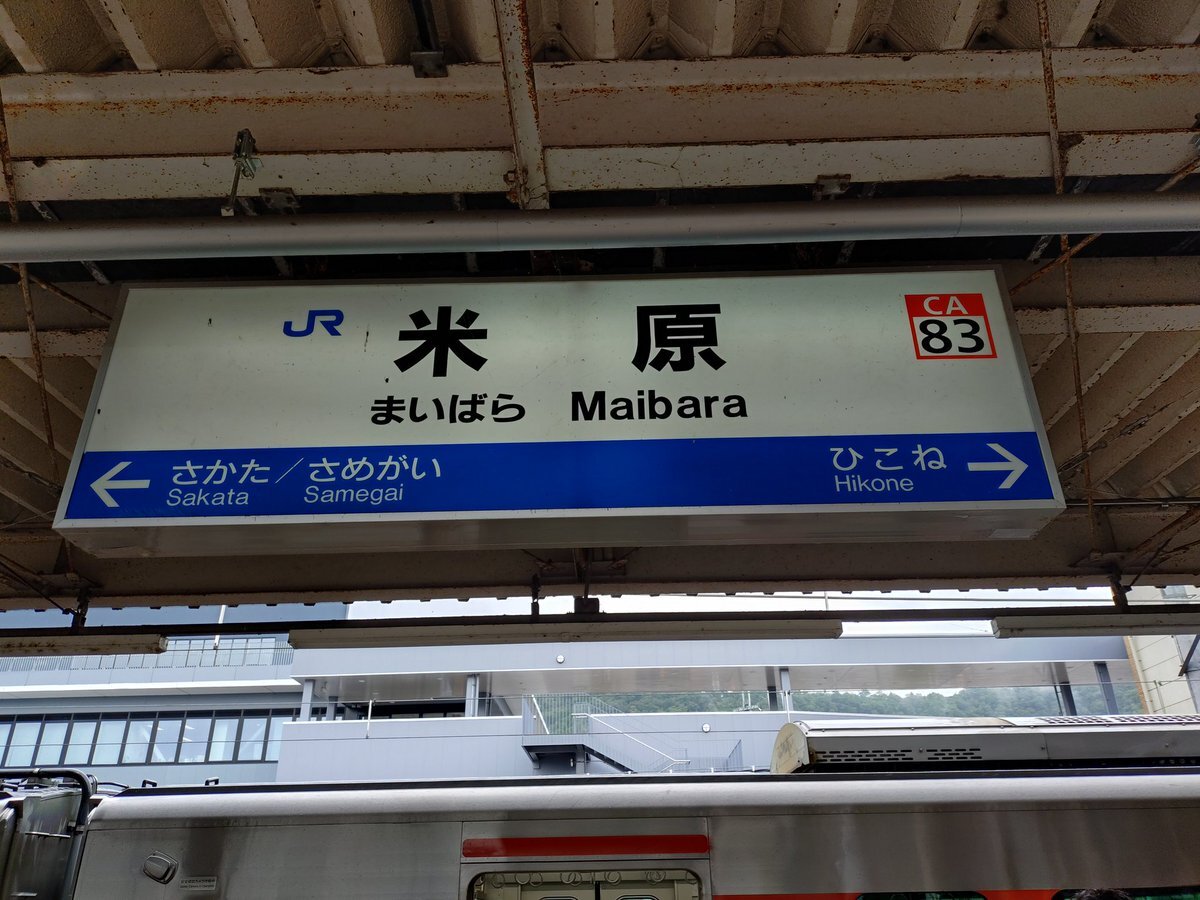 JR 米原
CA
83
まいばら Maibara
← さかた／さめがい
Sakata Samegai
ひこね →
Hikone